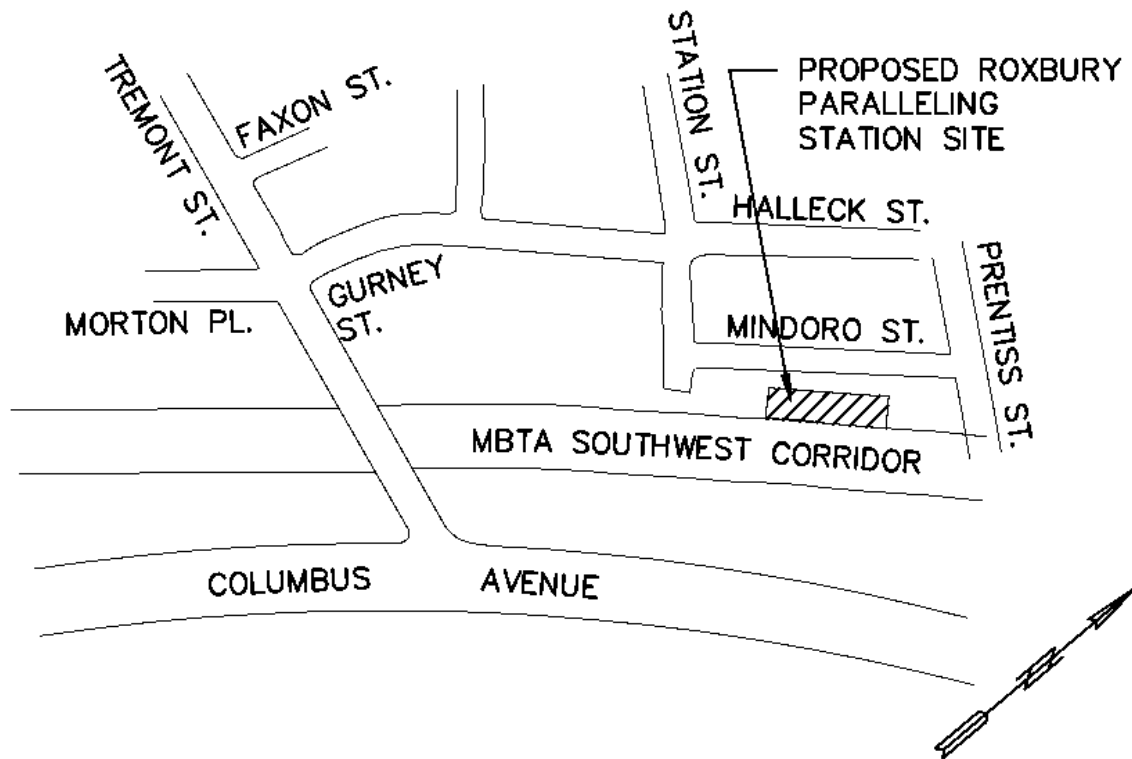 TREMONT ST.
FAXON ST.
STATION ST.
PROPOSED ROXBURY
PARALLELING
STATION SITE
HALLECK ST.
PRENTISS ST.
GURNEY
ST.
MORTON PL.
MINDORO ST.
MBTA SOUTHWEST CORRIDOR
COLUMBUS AVENUE
N